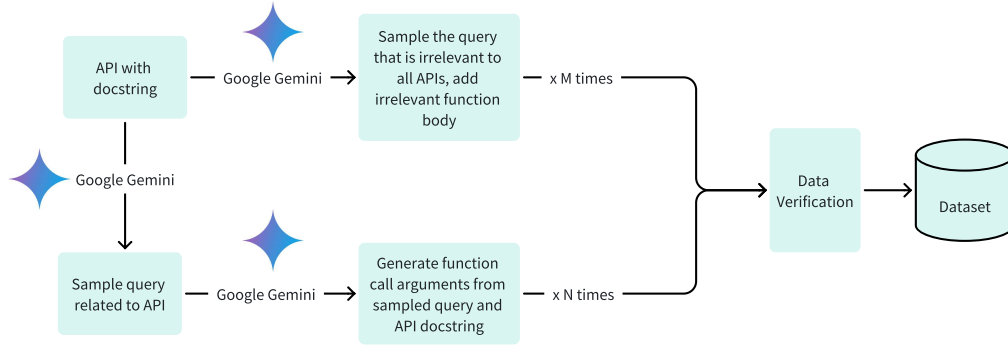 API with
docstring
Google Gemini
Sample the query
that is irrelevant to
all APIs, add
irrelevant function
body
x M times
Google Gemini
Data
Verification
Dataset
Sample query
related to API
Google Gemini
Generate function
call arguments from
sampled query and
API docstring
x N times